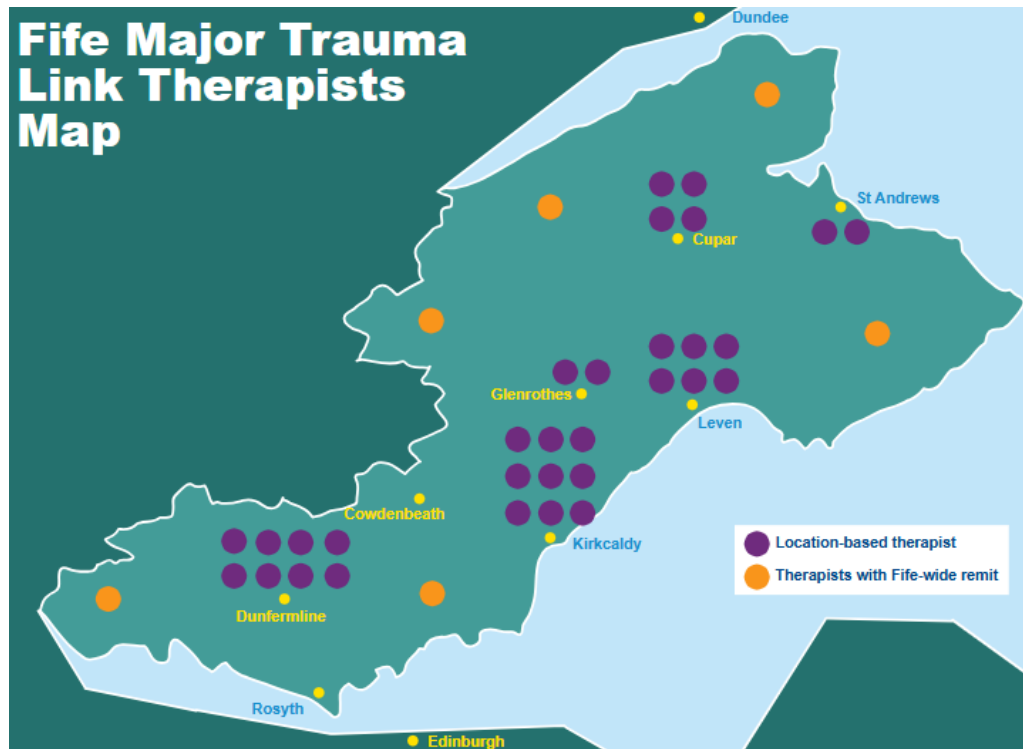 Fife Major Trauma
Link Therapists
Map
Dundee
St Andrews
Cupar
Glenrothes
Leven
Cowdenbeath
Kirkcaldy
Location-based therapist
Therapists with Fife-wide remit
Dunfermline
Rosyth
Edinburgh